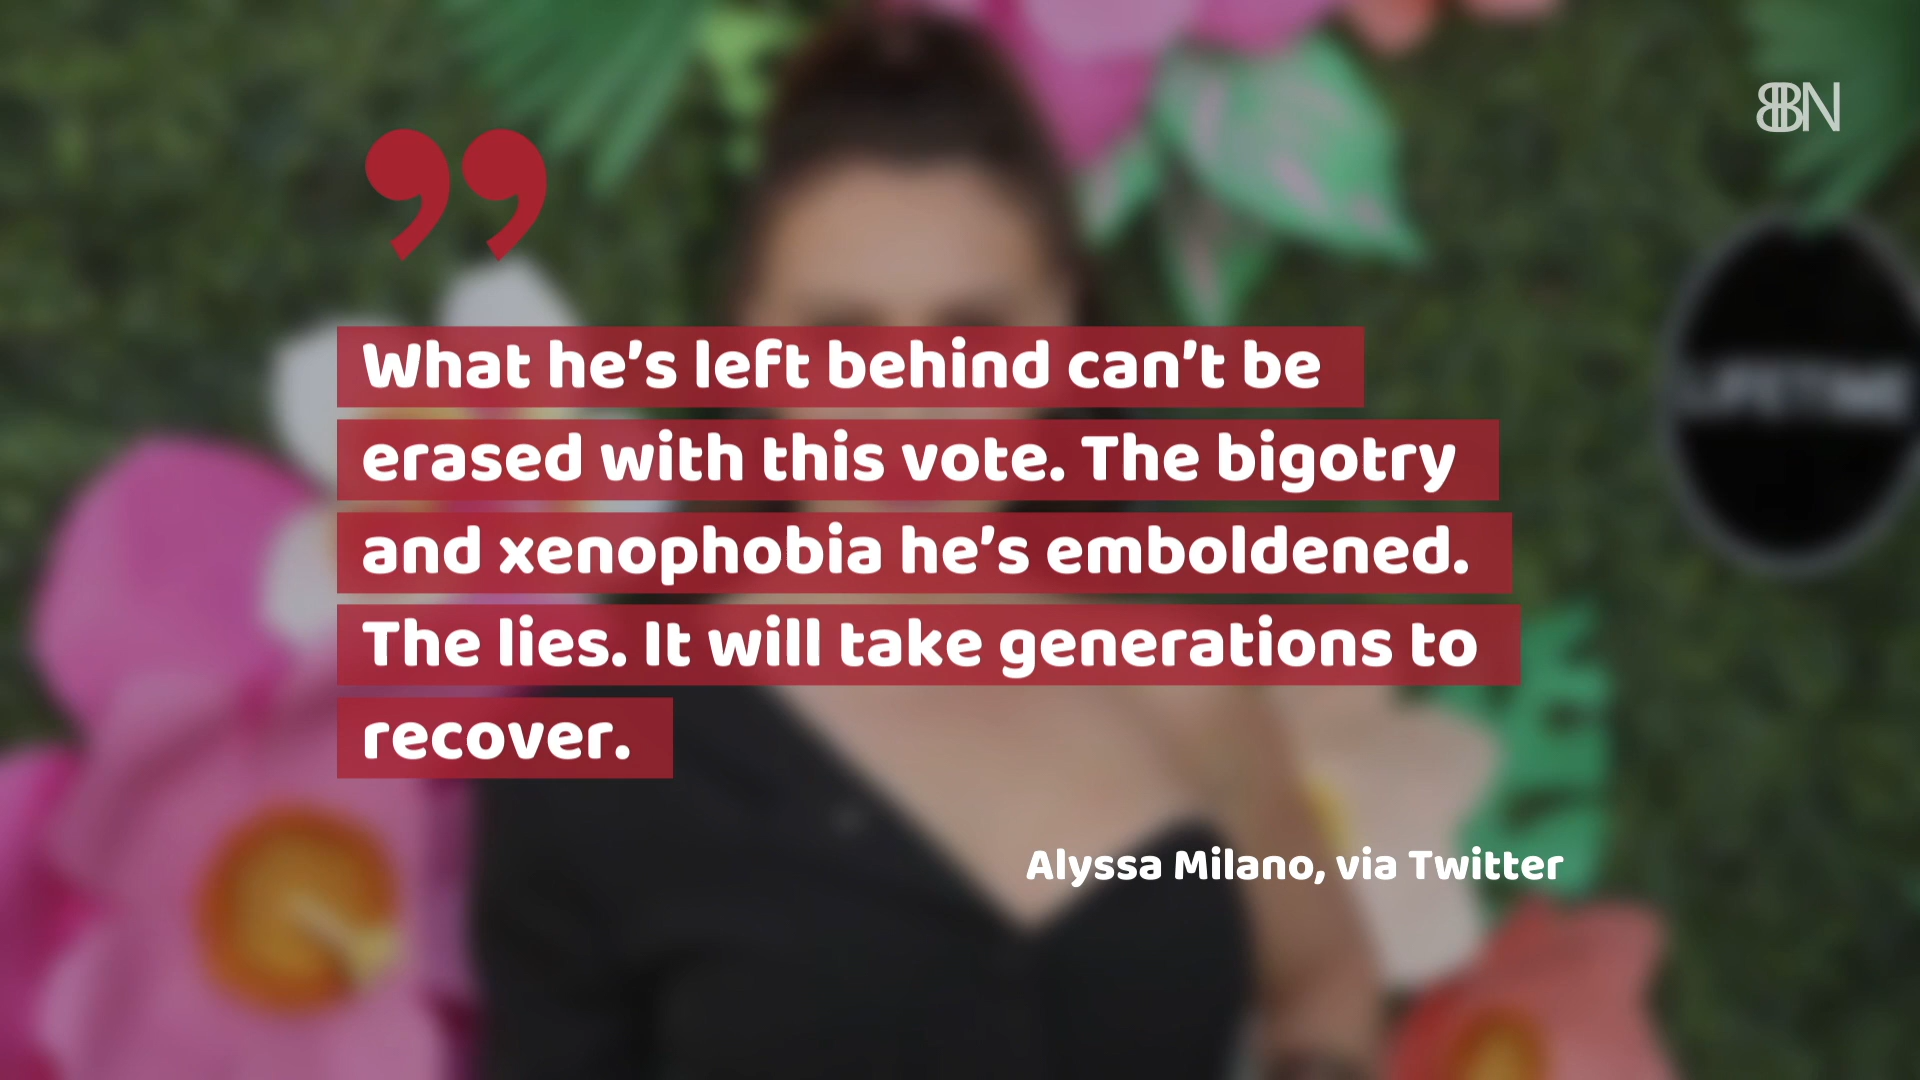 BBN
”
What he’s left behind can’t be
erased with this vote. The bigotry
and xenophobia he’s emboldened.
The lies. It will take generations to
recover.
Alyssa Milano, via Twitter
LIFETIME